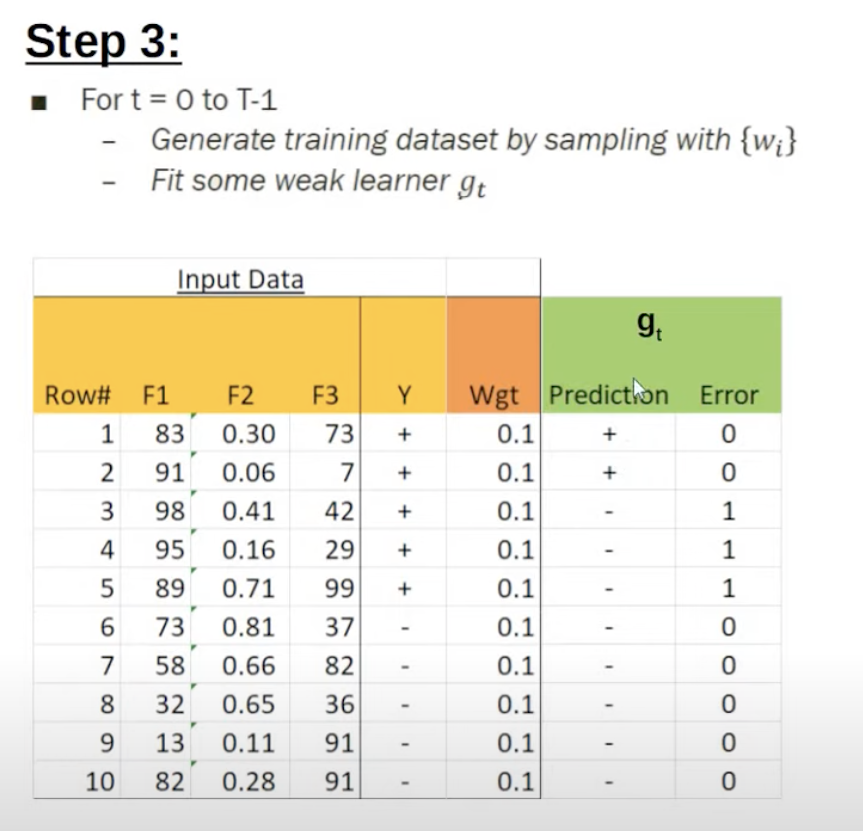 Step 3:
▪ For t = 0 to T-1
– Generate training dataset by sampling with {wᵢ}
– Fit some weak learner gₜ
Input Data
gₜ
Row# F1 F2 F3 Y Wgt Prediction Error
1 83 0.30 73 + 0.1 + 0
2 91 0.06 7 + 0.1 + 0
3 98 0.41 42 + 0.1 - 1
4 95 0.16 29 + 0.1 - 1
5 89 0.71 99 + 0.1 - 1
6 73 0.81 37 - 0.1 - 0
7 58 0.66 82 - 0.1 - 0
8 32 0.65 36 - 0.1 - 0
9 13 0.11 91 - 0.1 - 0
10 82 0.28 91 - 0.1 - 0